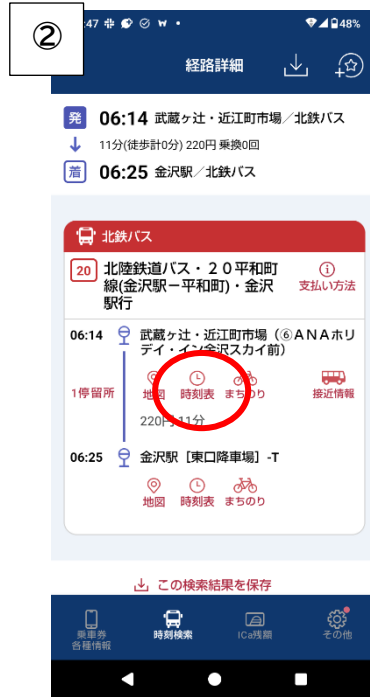 ②
:47 48%
経路詳細
発 06:14 武蔵ヶ辻・近江町市場／北鉄バス
↓ 11分(徒歩計0分) 220円 乗換0回
着 06:25 金沢駅／北鉄バス
北鉄バス
20 北陸鉄道バス・２０平和町
線(金沢駅－平和町)・金沢
駅行
支払い方法
06:14 武蔵ヶ辻・近江町市場（⑥ＡＮＡホリ
デイ・イン金沢スカイ前）
1停留所 地図 時刻表 まちのり 接近情報
220円 11分
06:25 金沢駅［東口降車場］-T
地図 時刻表 まちのり
この検索結果を保存
乗車券
各種情報
時刻検索
ICa残額
その他